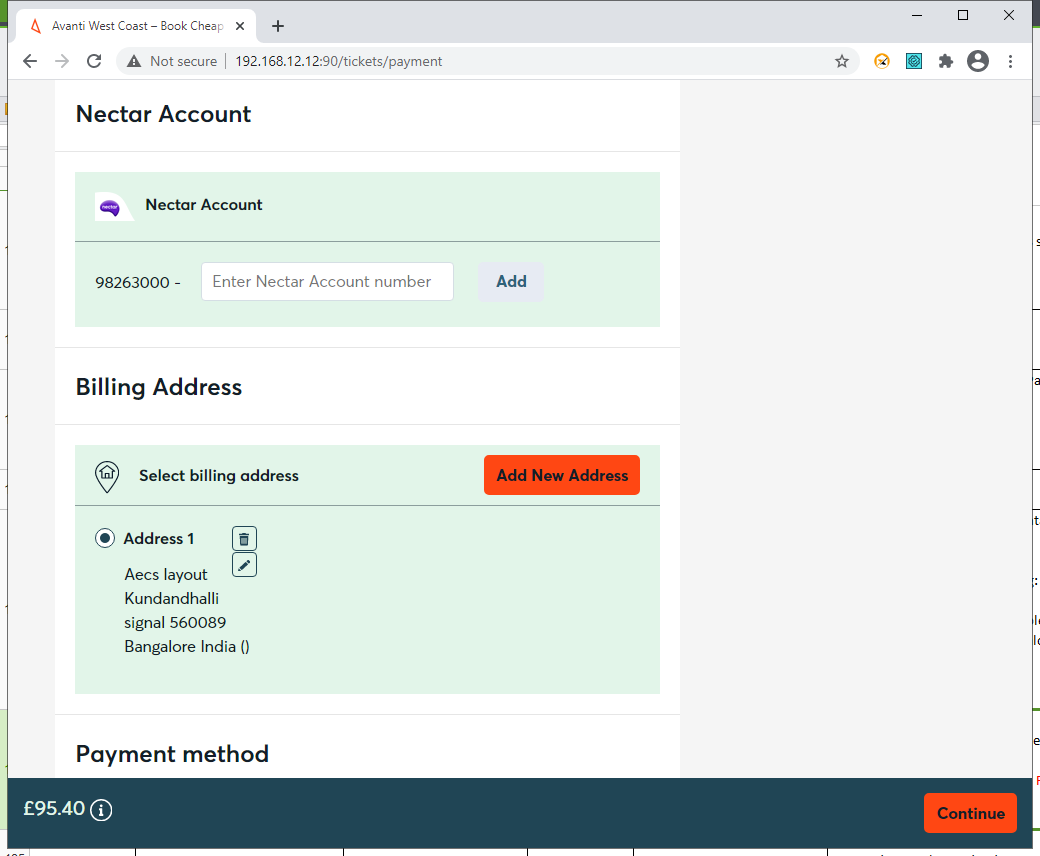 Avanti West Coast – Book Cheap
Not secure
192.168.12.12:90/tickets/payment
Nectar Account
nectar
Nectar Account
98263000 -
Enter Nectar Account number
Add
Billing Address
Select billing address
Add New Address
Address 1
Aecs layout
Kundandhalli
signal 560089
Bangalore India ()
Payment method
£95.40
Continue